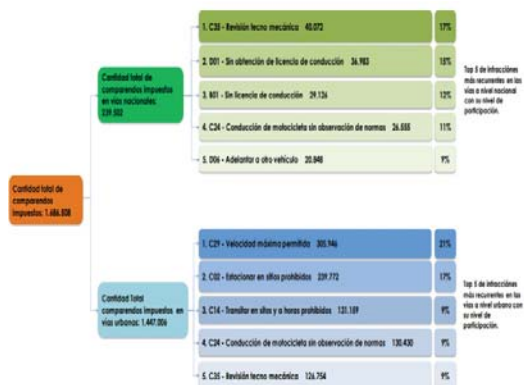 Cantidad total de
comparendos
impuestos: 1.686.808
Cantidad total de
comparendos impuestos
en vías nacionales:
239.802
1. C35 - Revisión tecno mecánica 40.072 17%
2. D01 - Sin obtención de licencia de conducción 36.983 15%
3. B01 - Sin licencia de conducción 29.126 12%
4. C24 - Conducción de motocicleta sin observación de normas 26.555 11%
5. D06 - Adelantar a otro vehículo 20.848 9%
Top 5 de infracciones
más recurrentes en las
vías a nivel nacional
con su nivel de
participación.
Cantidad Total
comparendos impuestos en
vías urbanas: 1.447.006
1. C29 - Velocidad máxima permitida 305.946 21%
2. C02 - Estacionar en sitios prohibidos 239.772 17%
3. C14 - Transitar en sitos y a horas prohibidos 131.189 9%
4. C24 - Conducción de motocicleta sin observación de normas 130.430 9%
5. C35 - Revisión tecno mecánica 126.754 9%
Top 5 de infracciones
más recurrentes en las
vías a nivel urbano con
su nivel de
participación.